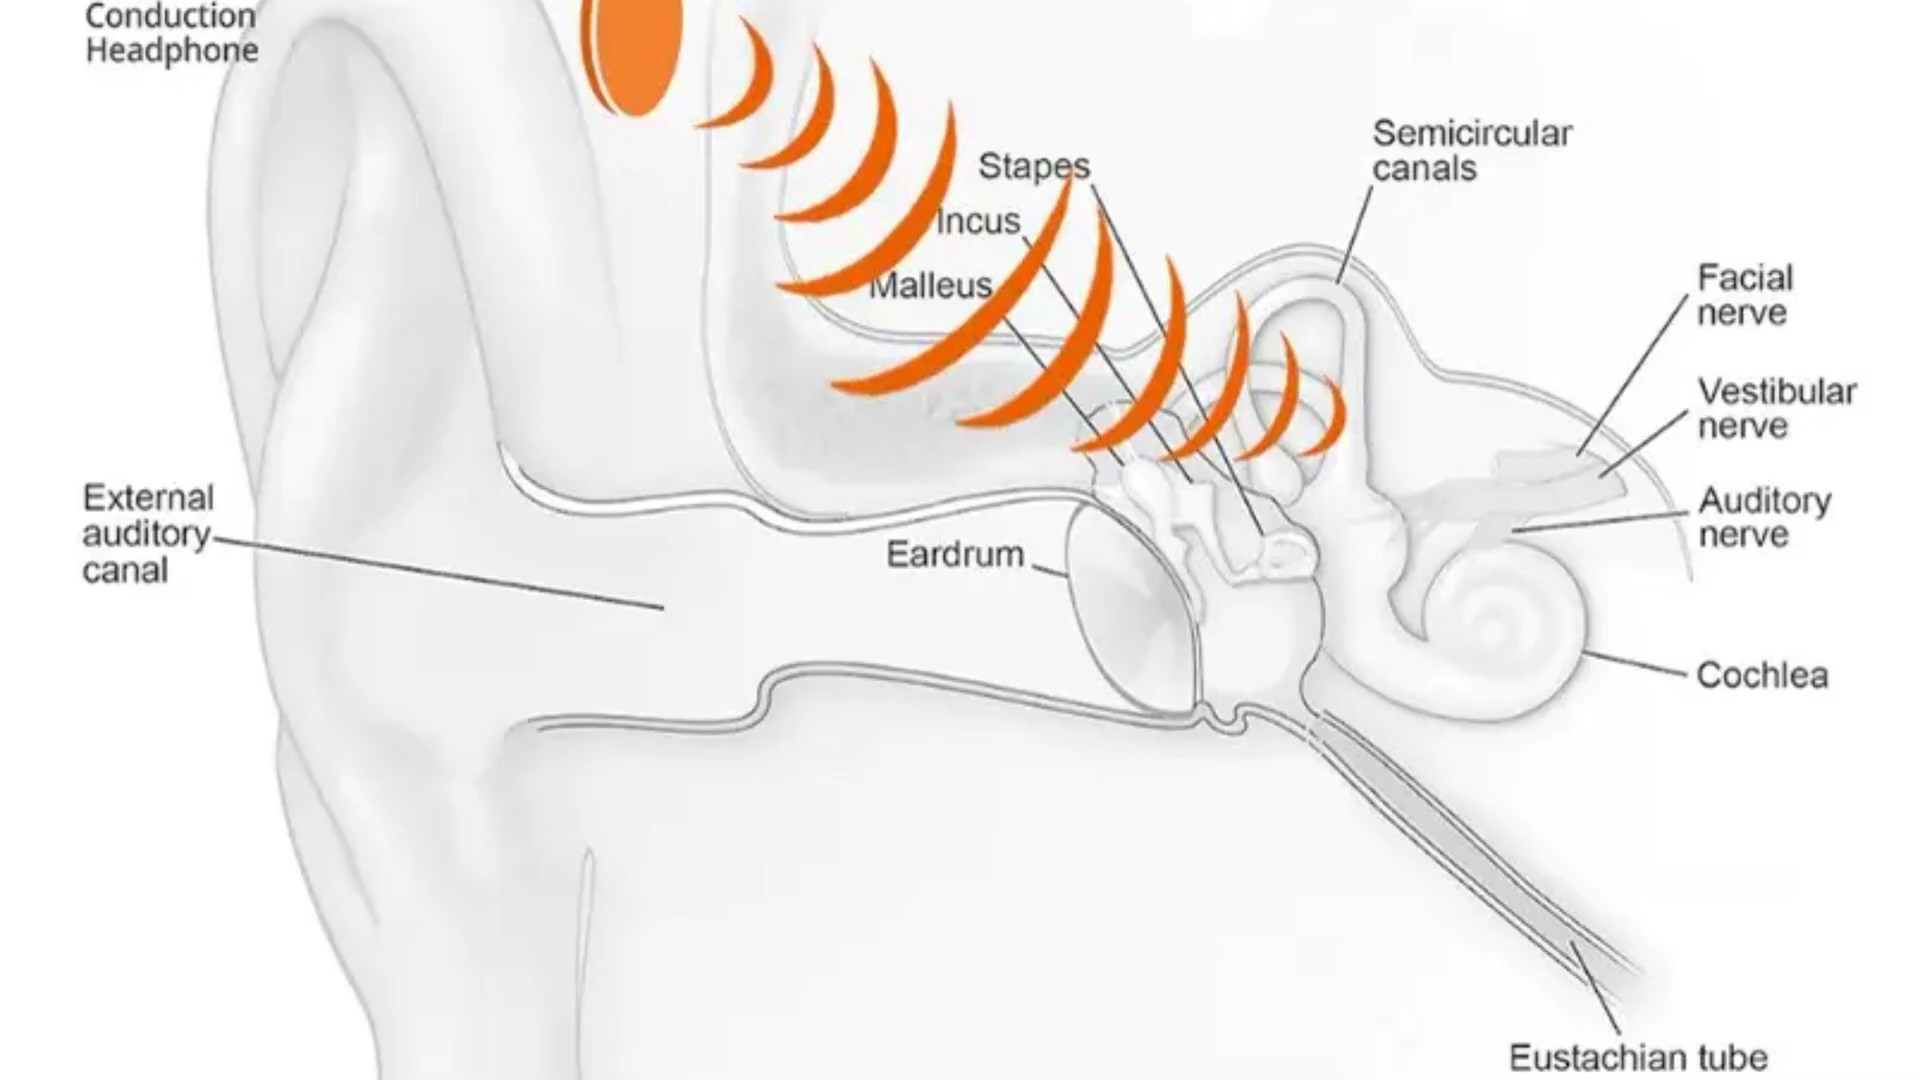 Conduction
Headphone
Stapes
Incus
Malleus
Semicircular
canals
Facial
nerve
Vestibular
nerve
Auditory
nerve
External
auditory
canal
Eardrum
Cochlea
Eustachian tube